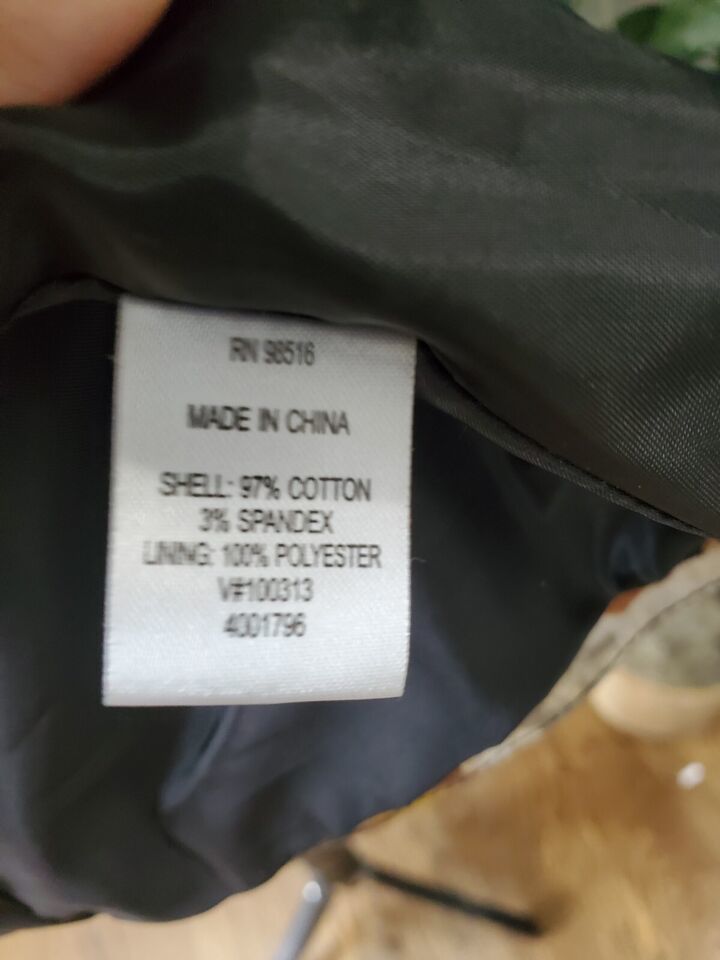 RN 98516
MADE IN CHINA
SHELL: 97% COTTON
3% SPANDEX
LINING: 100% POLYESTER
V#100313
4001796